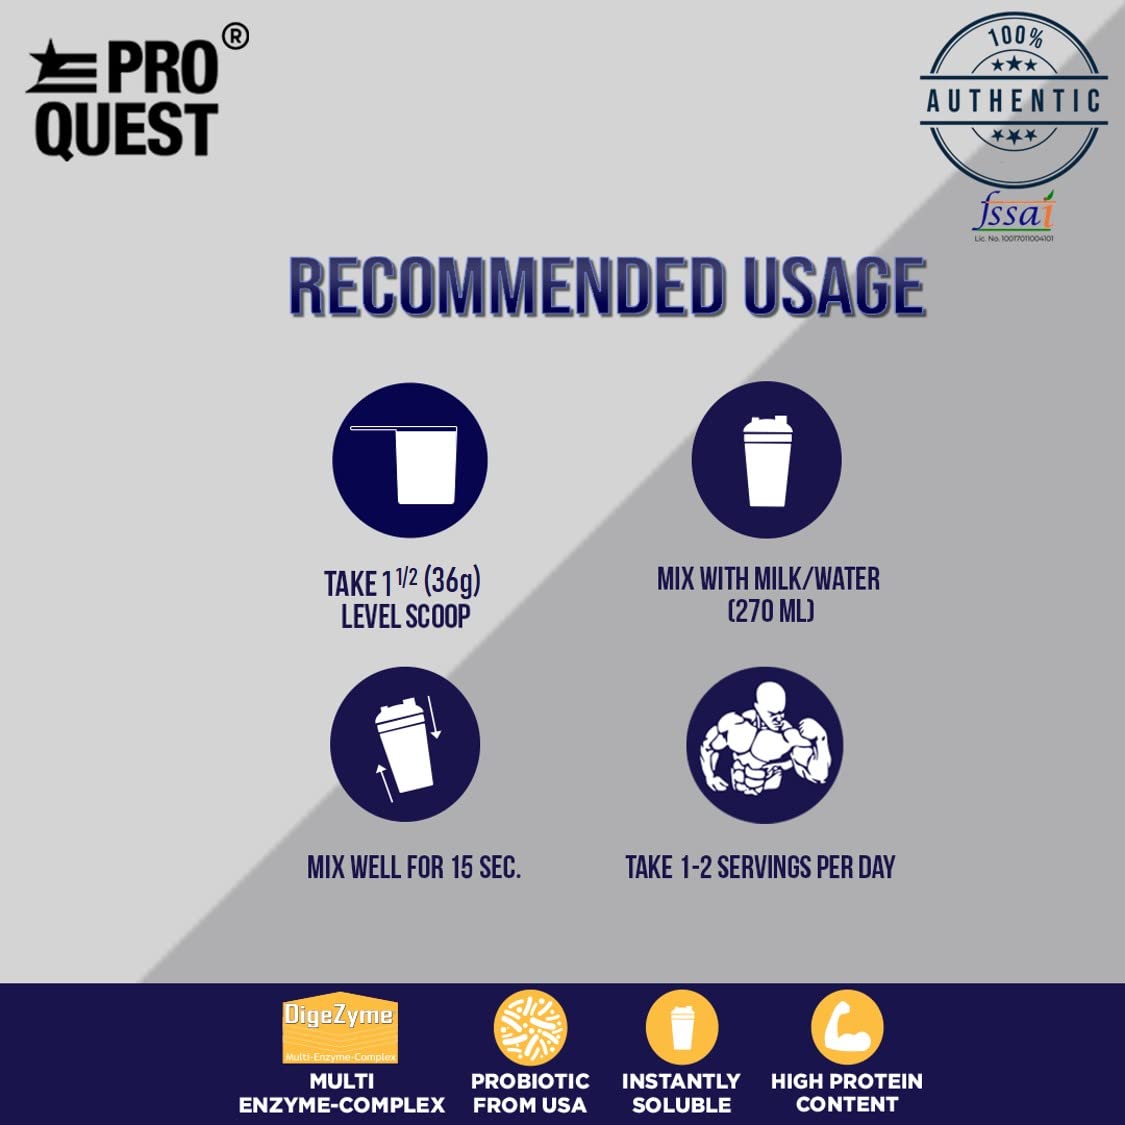 PRO®
QUEST
100%
AUTHENTIC
fssai
Lic. No. 10017011004101
RECOMMENDED USAGE
TAKE 1 1/2 (36g)
LEVEL SCOOP
MIX WITH MILK/WATER
(270 ML)
MIX WELL FOR 15 SEC.
TAKE 1-2 SERVINGS PER DAY
DigeZyme
Multi-Enzyme-Complex
MULTI
ENZYME-COMPLEX
PROBIOTIC
FROM USA
INSTANTLY
SOLUBLE
HIGH PROTEIN
CONTENT